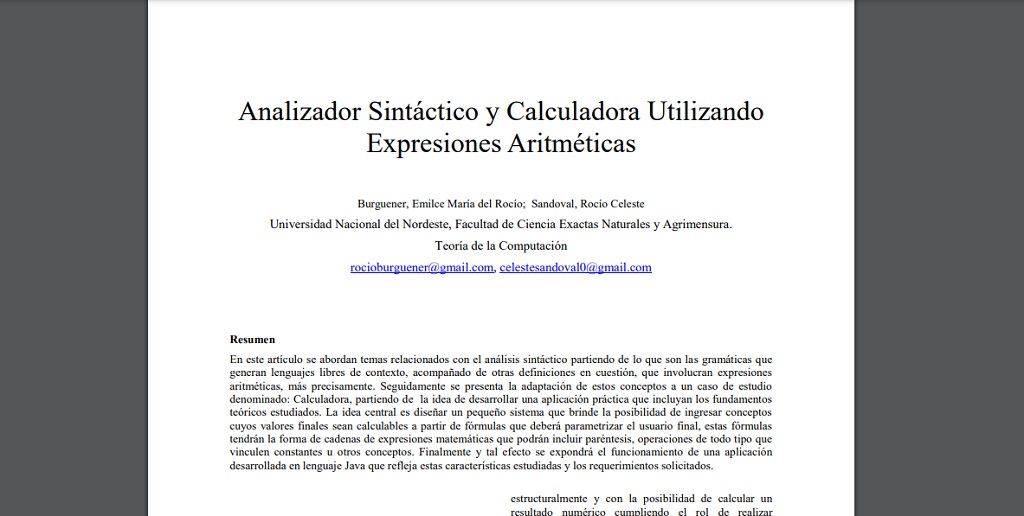 Analizador Sintáctico y Calculadora Utilizando
Expresiones Aritméticas
Burguener, Emilce María del Rocío; Sandoval, Rocío Celeste
Universidad Nacional del Nordeste, Facultad de Ciencia Exactas Naturales y Agrimensura.
Teoría de la Computación
rocioburguener@gmail.com, celestesandoval0@gmail.com
Resumen
En este artículo se abordan temas relacionados con el análisis sintáctico partiendo de lo que son las gramáticas que
generan lenguajes libres de contexto, acompañado de otras definiciones en cuestión, que involucran expresiones
aritméticas, más precisamente. Seguidamente se presenta la adaptación de estos conceptos a un caso de estudio
denominado: Calculadora, partiendo de la idea de desarrollar una aplicación práctica que incluyan los fundamentos
teóricos estudiados. La idea central es diseñar un pequeño sistema que brinde la posibilidad de ingresar conceptos
cuyos valores finales sean calculables a partir de fórmulas que deberá parametrizar el usuario final, estas fórmulas
tendrán la forma de cadenas de expresiones matemáticas que podrán incluir paréntesis, operaciones de todo tipo que
vinculen constantes u otros conceptos. Finalmente y tal efecto se expondrá el funcionamiento de una aplicación
desarrollada en lenguaje Java que refleja estas características estudiadas y los requerimientos solicitados.
estructuralmente y con la posibilidad de calcular un
resultado numérico cumpliendo el rol de realizar